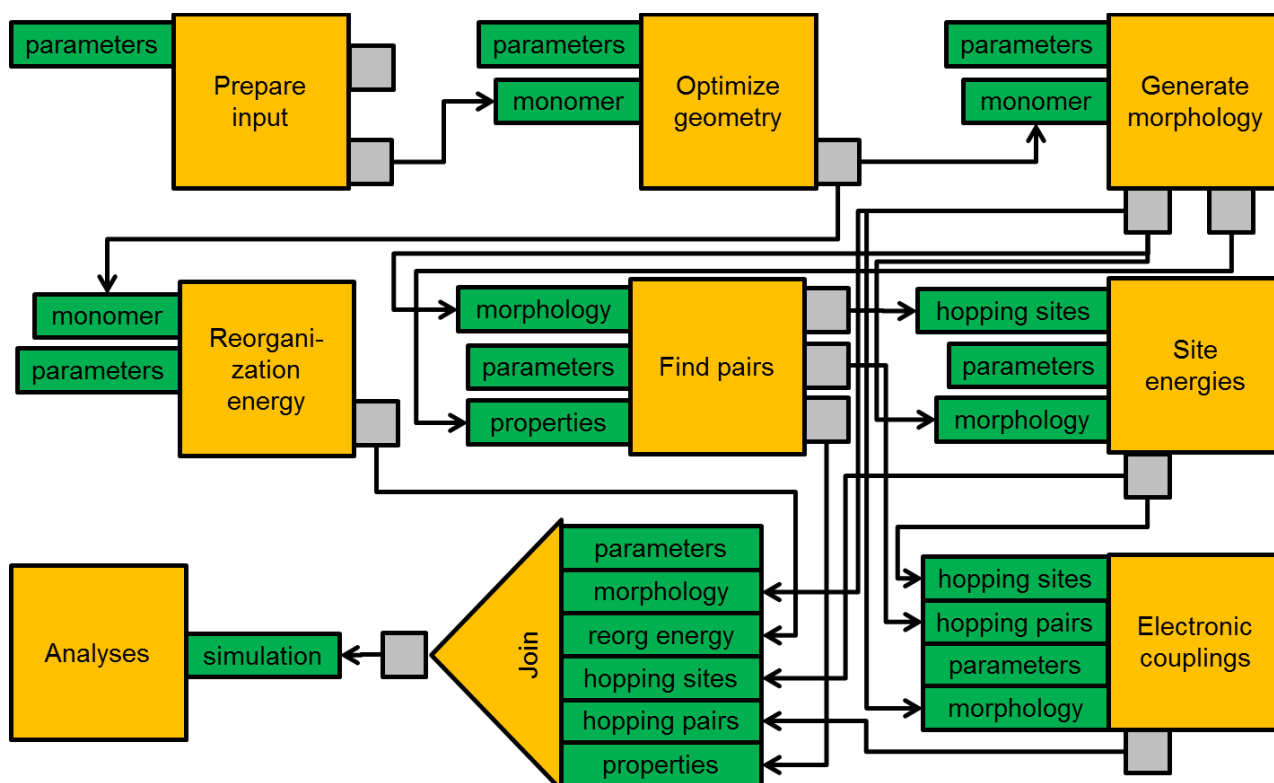 parameters
Prepare
input
parameters
monomer
Optimize
geometry
parameters
monomer
Generate
morphology
monomer
parameters
Reorgani-
zation
energy
morphology
parameters
properties
Find pairs
hopping sites
parameters
morphology
Site
energies
Analyses
simulation
Join
parameters
morphology
reorg energy
hopping sites
hopping pairs
properties
hopping sites
hopping pairs
parameters
morphology
Electronic
couplings